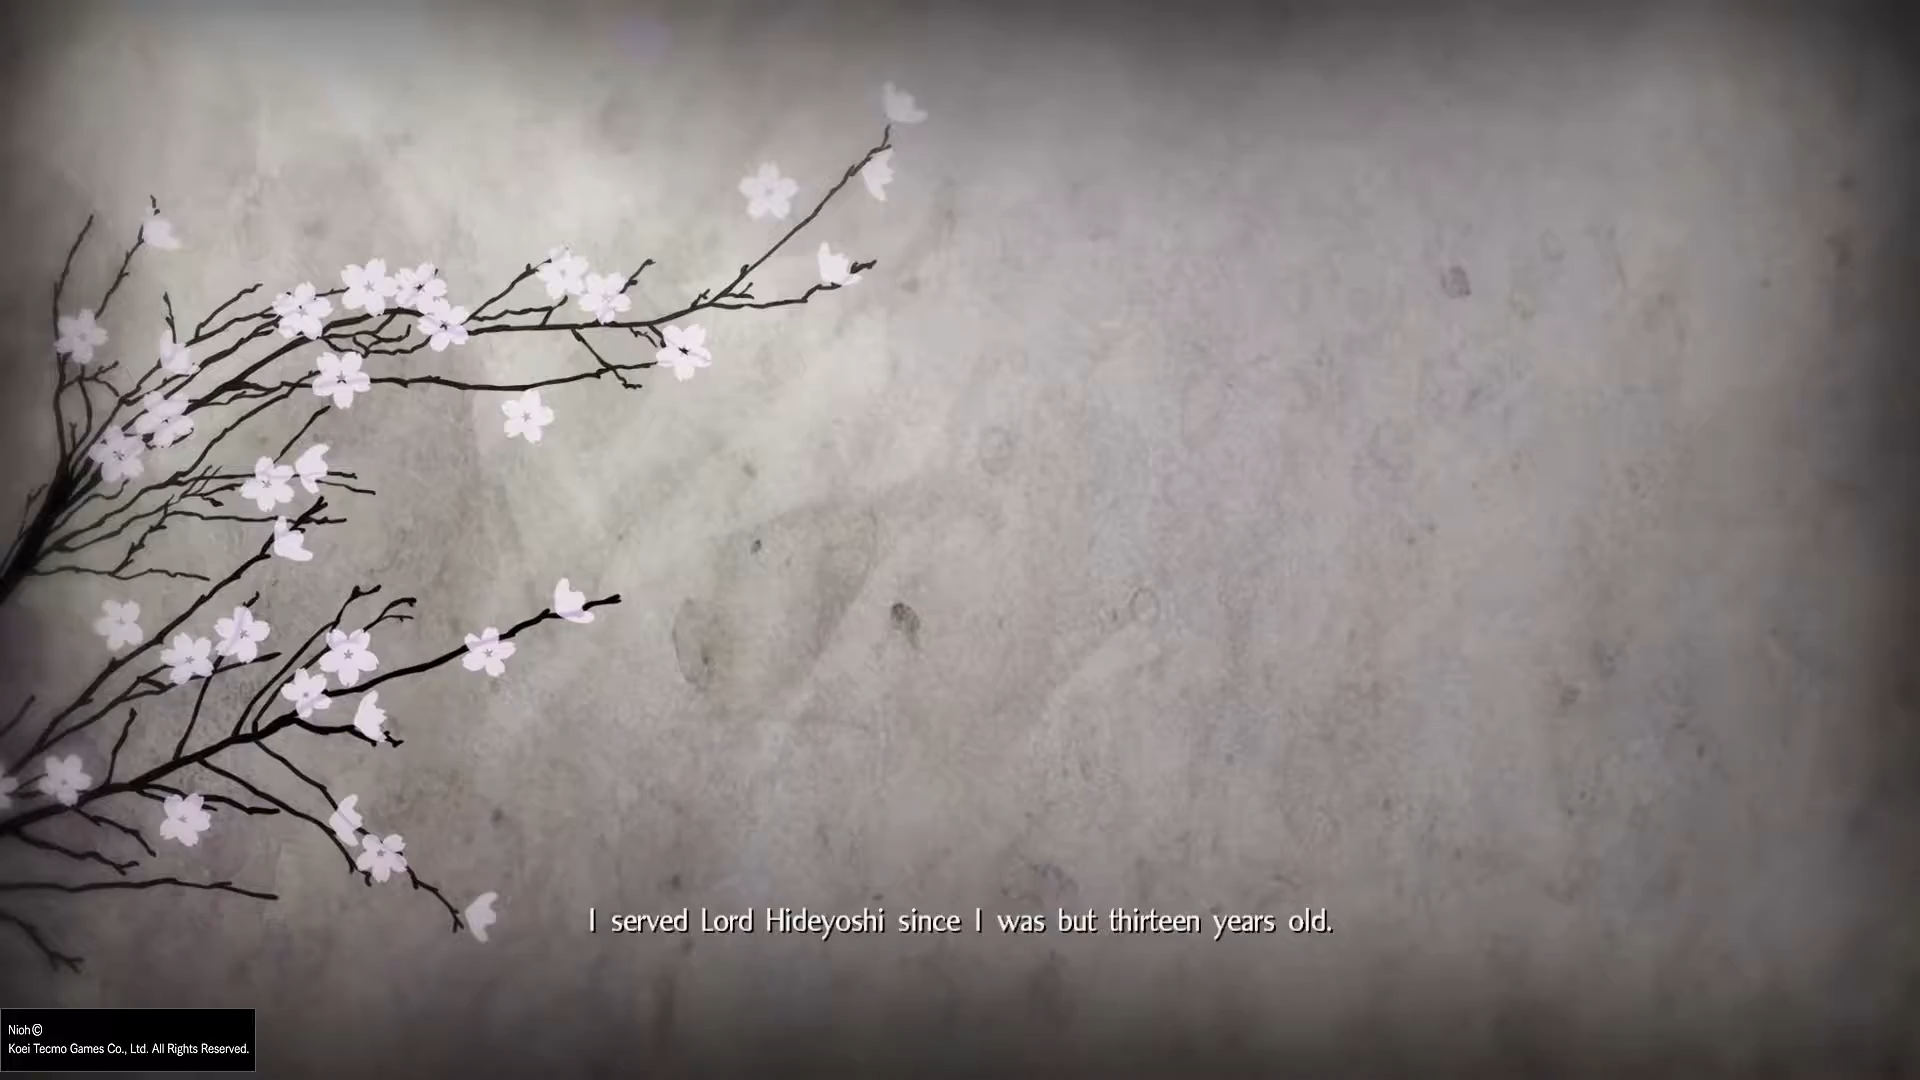 I served Lord Hideyoshi since I was but thirteen years old.
Nioh©
Koei Tecmo Games Co., Ltd. All Rights Reserved.